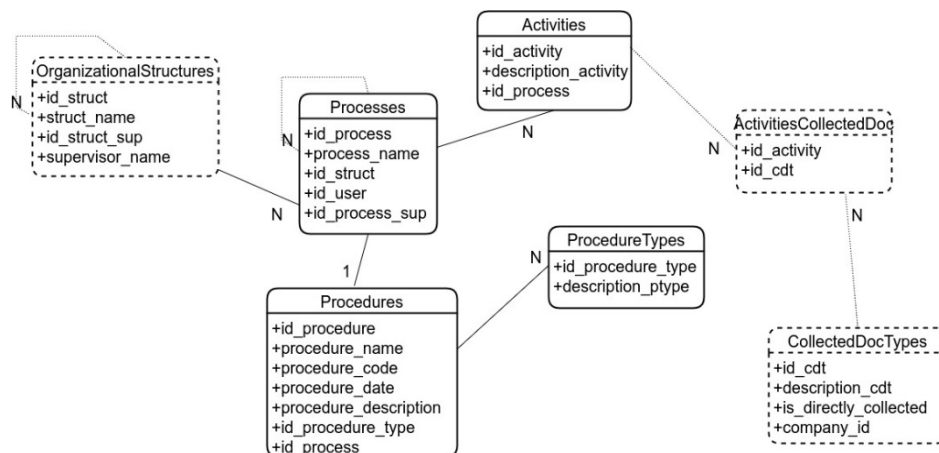 OrganizationalStructures
+id_struct
+struct_name
+id_struct_sup
+supervisor_name
N
N
Processes
+id_process
+process_name
+id_struct
+id_user
+id_process_sup
N
Activities
+id_activity
+description_activity
+id_process
N
ActivitiesCollectedDoc
+id_activity
+id_cdt
N
N
ProcedureTypes
+id_procedure_type
+description_ptype
N
1
Procedures
+id_procedure
+procedure_name
+procedure_code
+procedure_date
+procedure_description
+id_procedure_type
+id_process
CollectedDocTypes
+id_cdt
+description_cdt
+is_directly_collected
+company_id